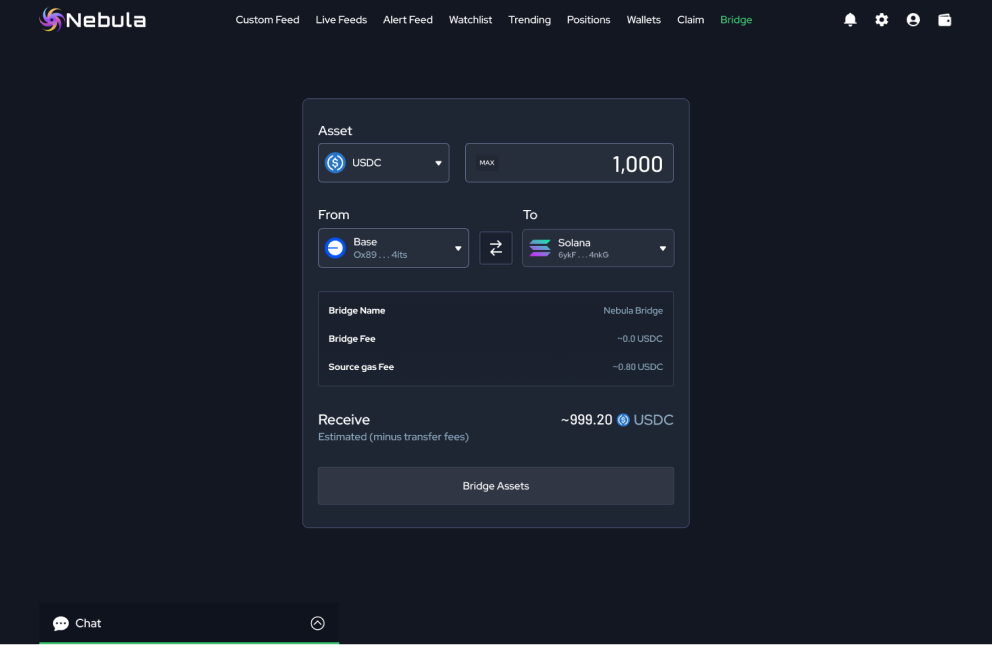 Nebula
Custom Feed Live Feeds Alert Feed Watchlist Trending Positions Wallets Claim Bridge
Asset
USDC MAX 1,000
From To
Base Solana
0x89 . . . 4its 6ykF . . . 4nkG
Bridge Name Nebula Bridge
Bridge Fee ~0.0 USDC
Source gas Fee ~0.80 USDC
Receive ~999.20 USDC
Estimated (minus transfer fees)
Bridge Assets
Chat